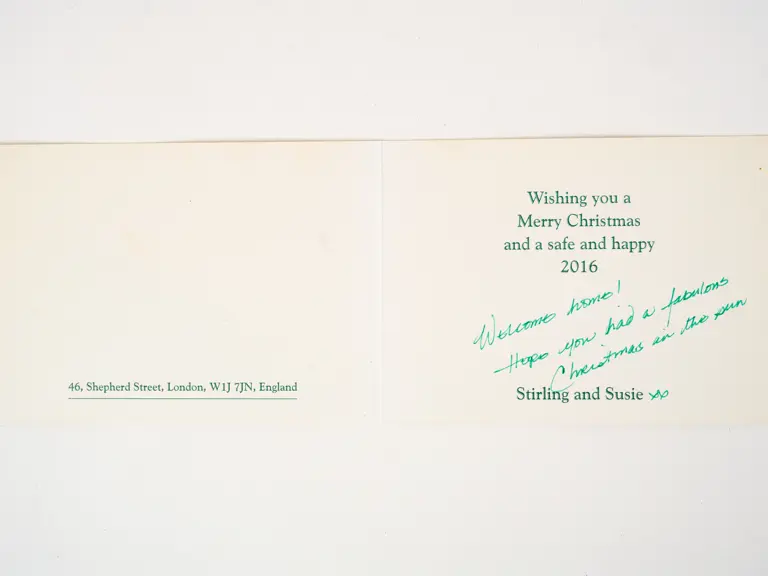 46, Shepherd Street, London, W1J 7JN, England
Wishing you a
Merry Christmas
and a safe and happy
2016
Welcome home!
Hope you had a fabulous
Christmas in the sun
Stirling and Susie xx